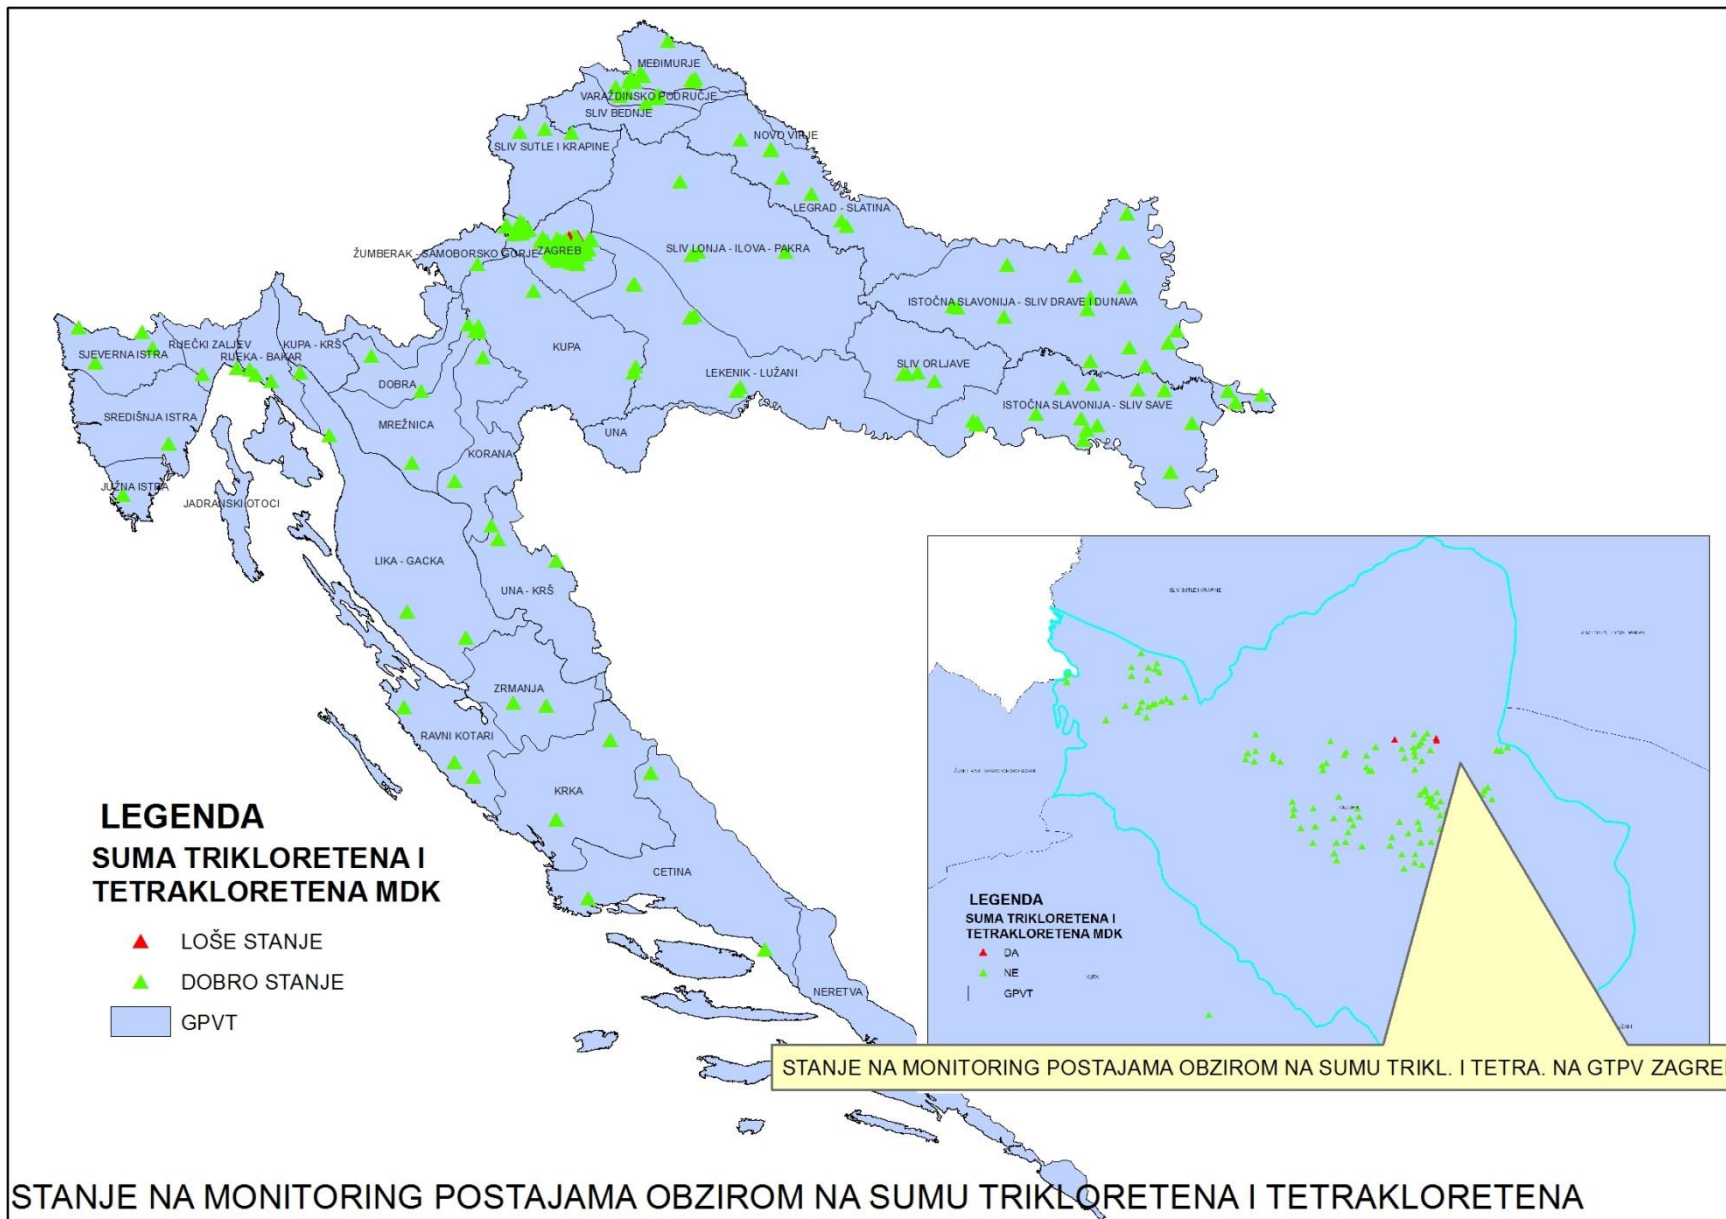 MEĐIMURJE
VARAŽDINSKO PODRUČJE
SLIV BEDNJE
NOVO VIRJE
SLIV SUTLE I KRAPINE
LEGRAD - SLATINA
ŽUMBERAK - SAMOBORSKO GORJE
ZAGREB
SLIV LONJA - ILOVA - PAKRA
ISTOČNA SLAVONIJA - SLIV DRAVE I DUNAVA
RIJEČKI ZALJEV
KUPA - KRŠ
SJEVERNA ISTRA
RIJEKA - BAKAR
KUPA
DOBRA
LEKENIK - LUŽANI
SLIV ORLJAVE
SREDIŠNJA ISTRA
MREŽNICA
ISTOČNA SLAVONIJA - SLIV SAVE
UNA
KORANA
JUŽNA ISTRA
JADRANSKI OTOCI
LIKA - GACKA
UNA - KRŠ
ZRMANJA
RAVNI KOTARI
KRKA
CETINA
NERETVA
LEGENDA
SUMA TRIKLORETENA I
TETRAKLORETENA MDK
LOŠE STANJE
DOBRO STANJE
GPVT
SLIV SUTLE I KRAPINE
LEGENDA
SUMA TRIKLORETENA I
TETRAKLORETENA MDK
DA
NE
GPVT
STANJE NA MONITORING POSTAJAMA OBZIROM NA SUMU TRIKL. I TETRA. NA GTPV ZAGRE
STANJE NA MONITORING POSTAJAMA OBZIROM NA SUMU TRIKLORETENA I TETRAKLORETENA